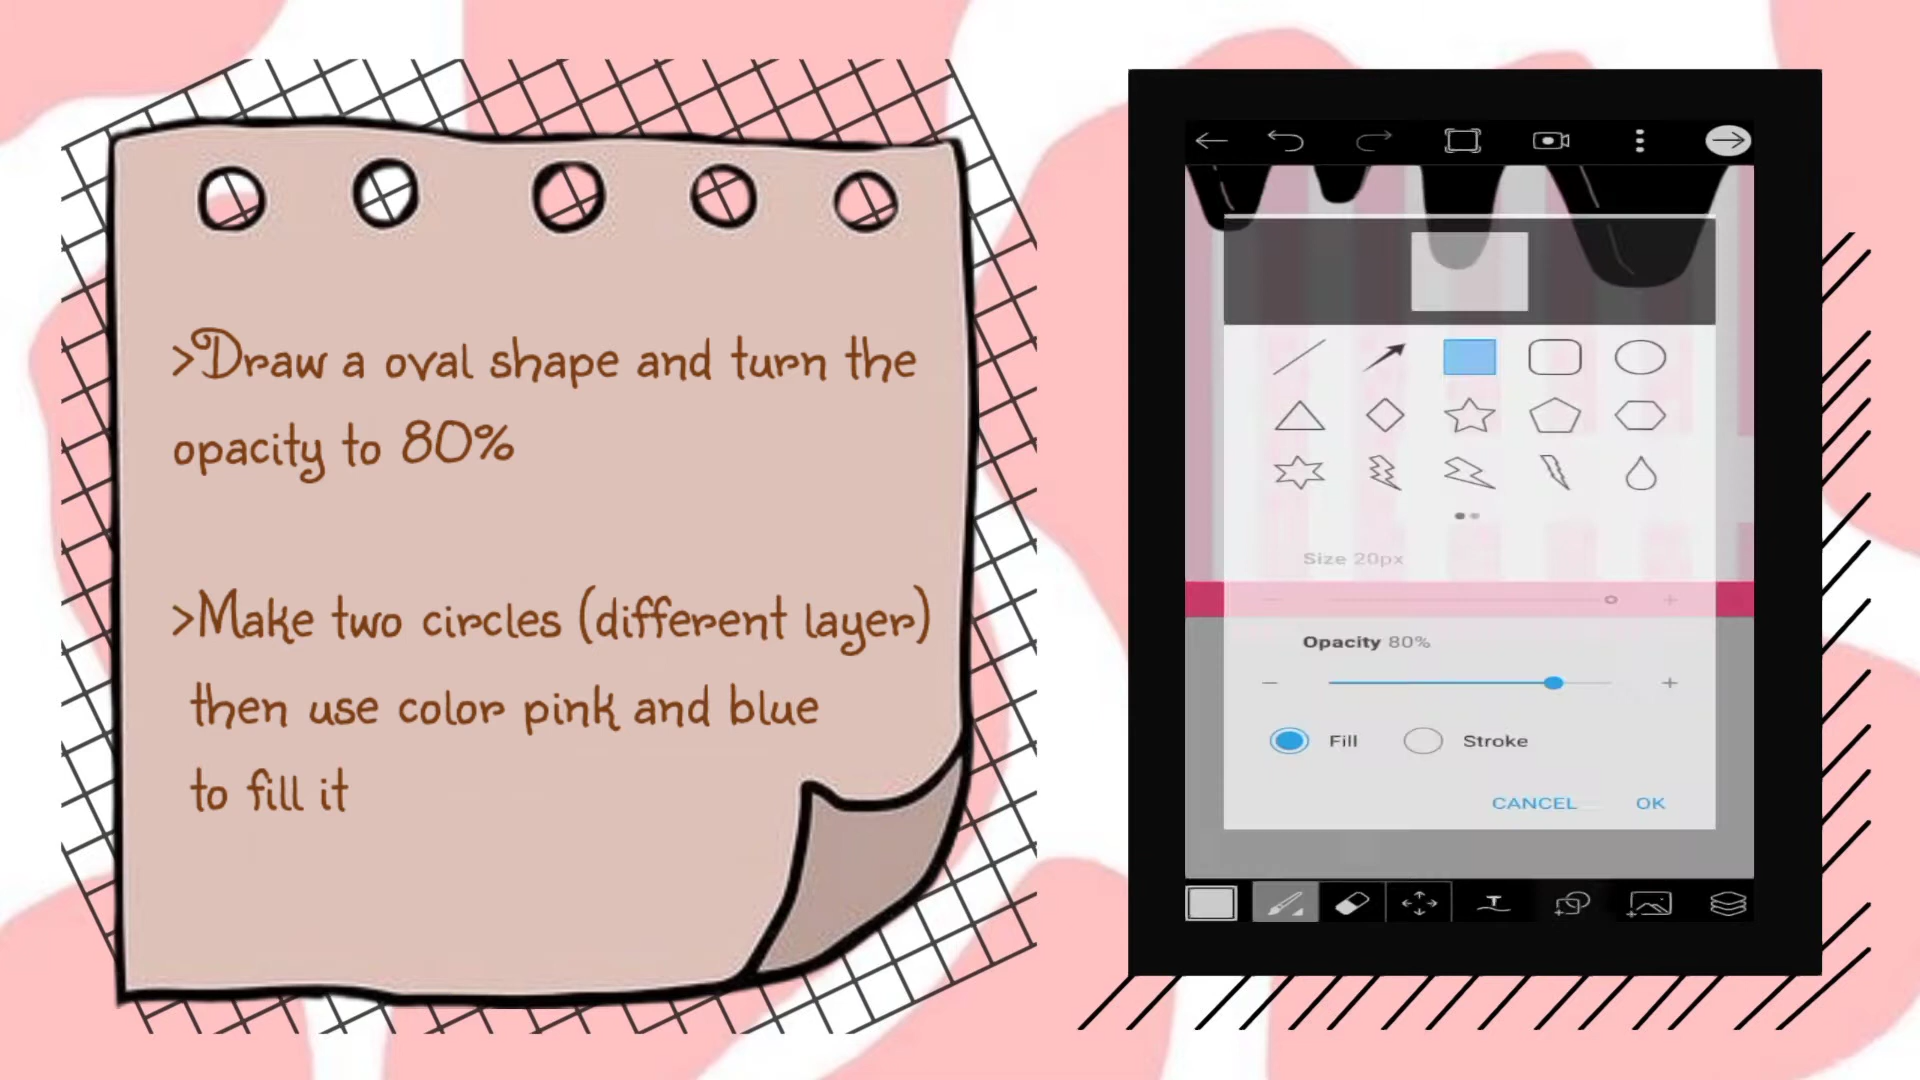 >Draw a oval shape and turn the
opacity to 80%
>Make two circles (different layer)
then use color pink and blue
to fill it
Size 20px
Opacity 80%
Fill Stroke
CANCEL OK